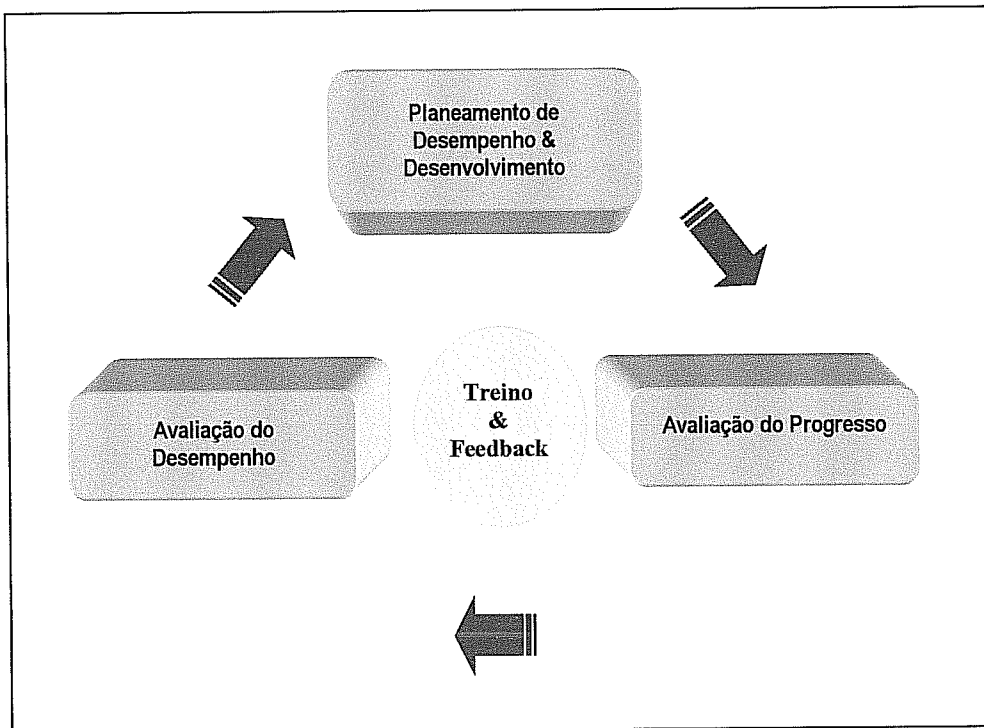 Planeamento de
Desempenho &
Desenvolvimento
Treino
&
Feedback
Avaliação do
Desempenho
Avaliação do Progresso